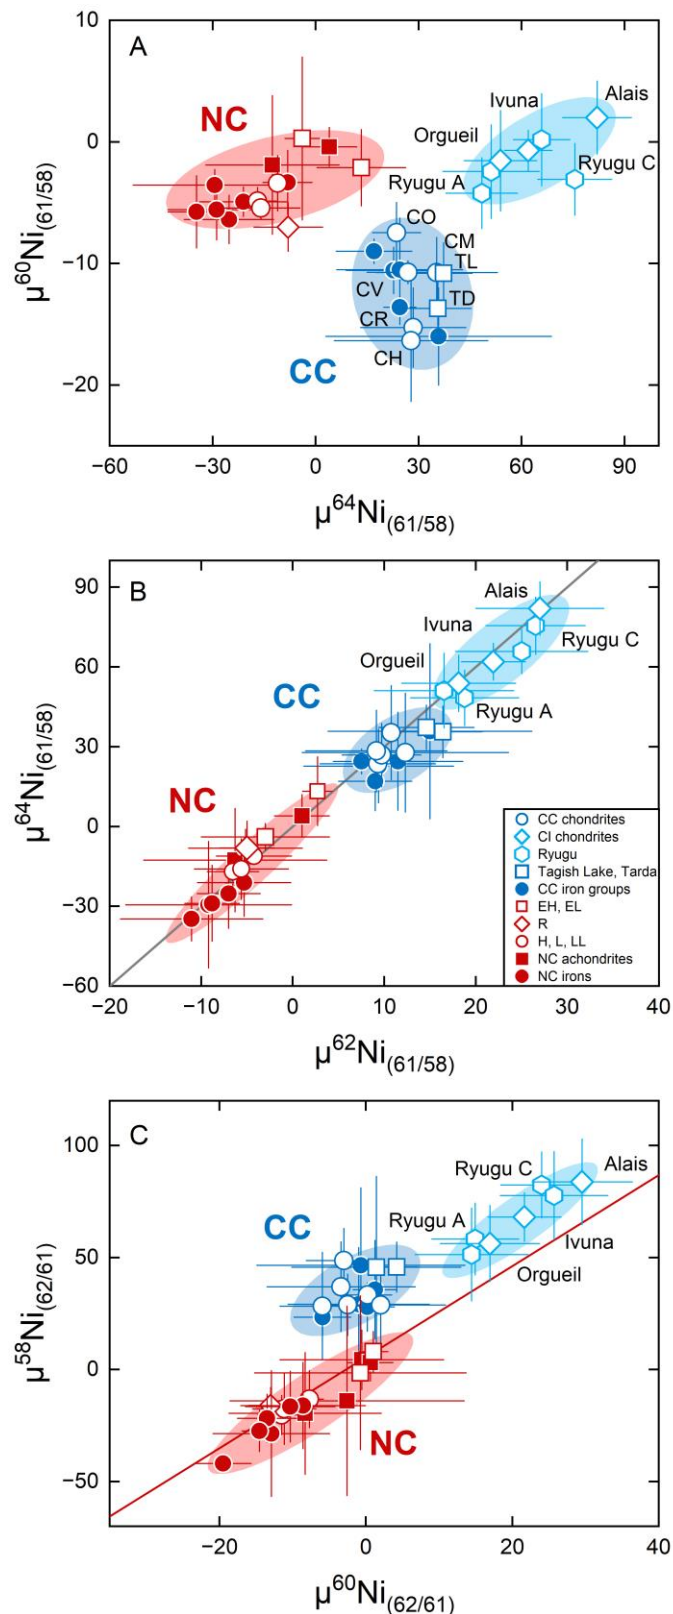 A
10
0
−10
−20
μ⁶⁰Ni(61/58)
NC
CC
Ivuna
Alais
Orgueil
Ryugu C
Ryugu A
CO
CM
TL
CV
TD
CR
CH
−60 −30 0 30 60 90
μ⁶⁴Ni(61/58)
B
90
60
30
0
−30
−60
μ⁶⁴Ni(61/58)
Alais
Ivuna
Ryugu C
Orgueil
CC
Ryugu A
NC
CC chondrites
CI chondrites
Ryugu
Tagish Lake, Tarda
CC iron groups
EH, EL
R
H, L, LL
NC achondrites
NC irons
−20 −10 0 10 20 30 40
μ⁶²Ni(61/58)
C
100
50
0
−50
μ⁵⁸Ni(62/61)
Ryugu C
Alais
CC
Ryugu A
Ivuna
Orgueil
NC
−20 0 20 40
μ⁶⁰Ni(62/61)